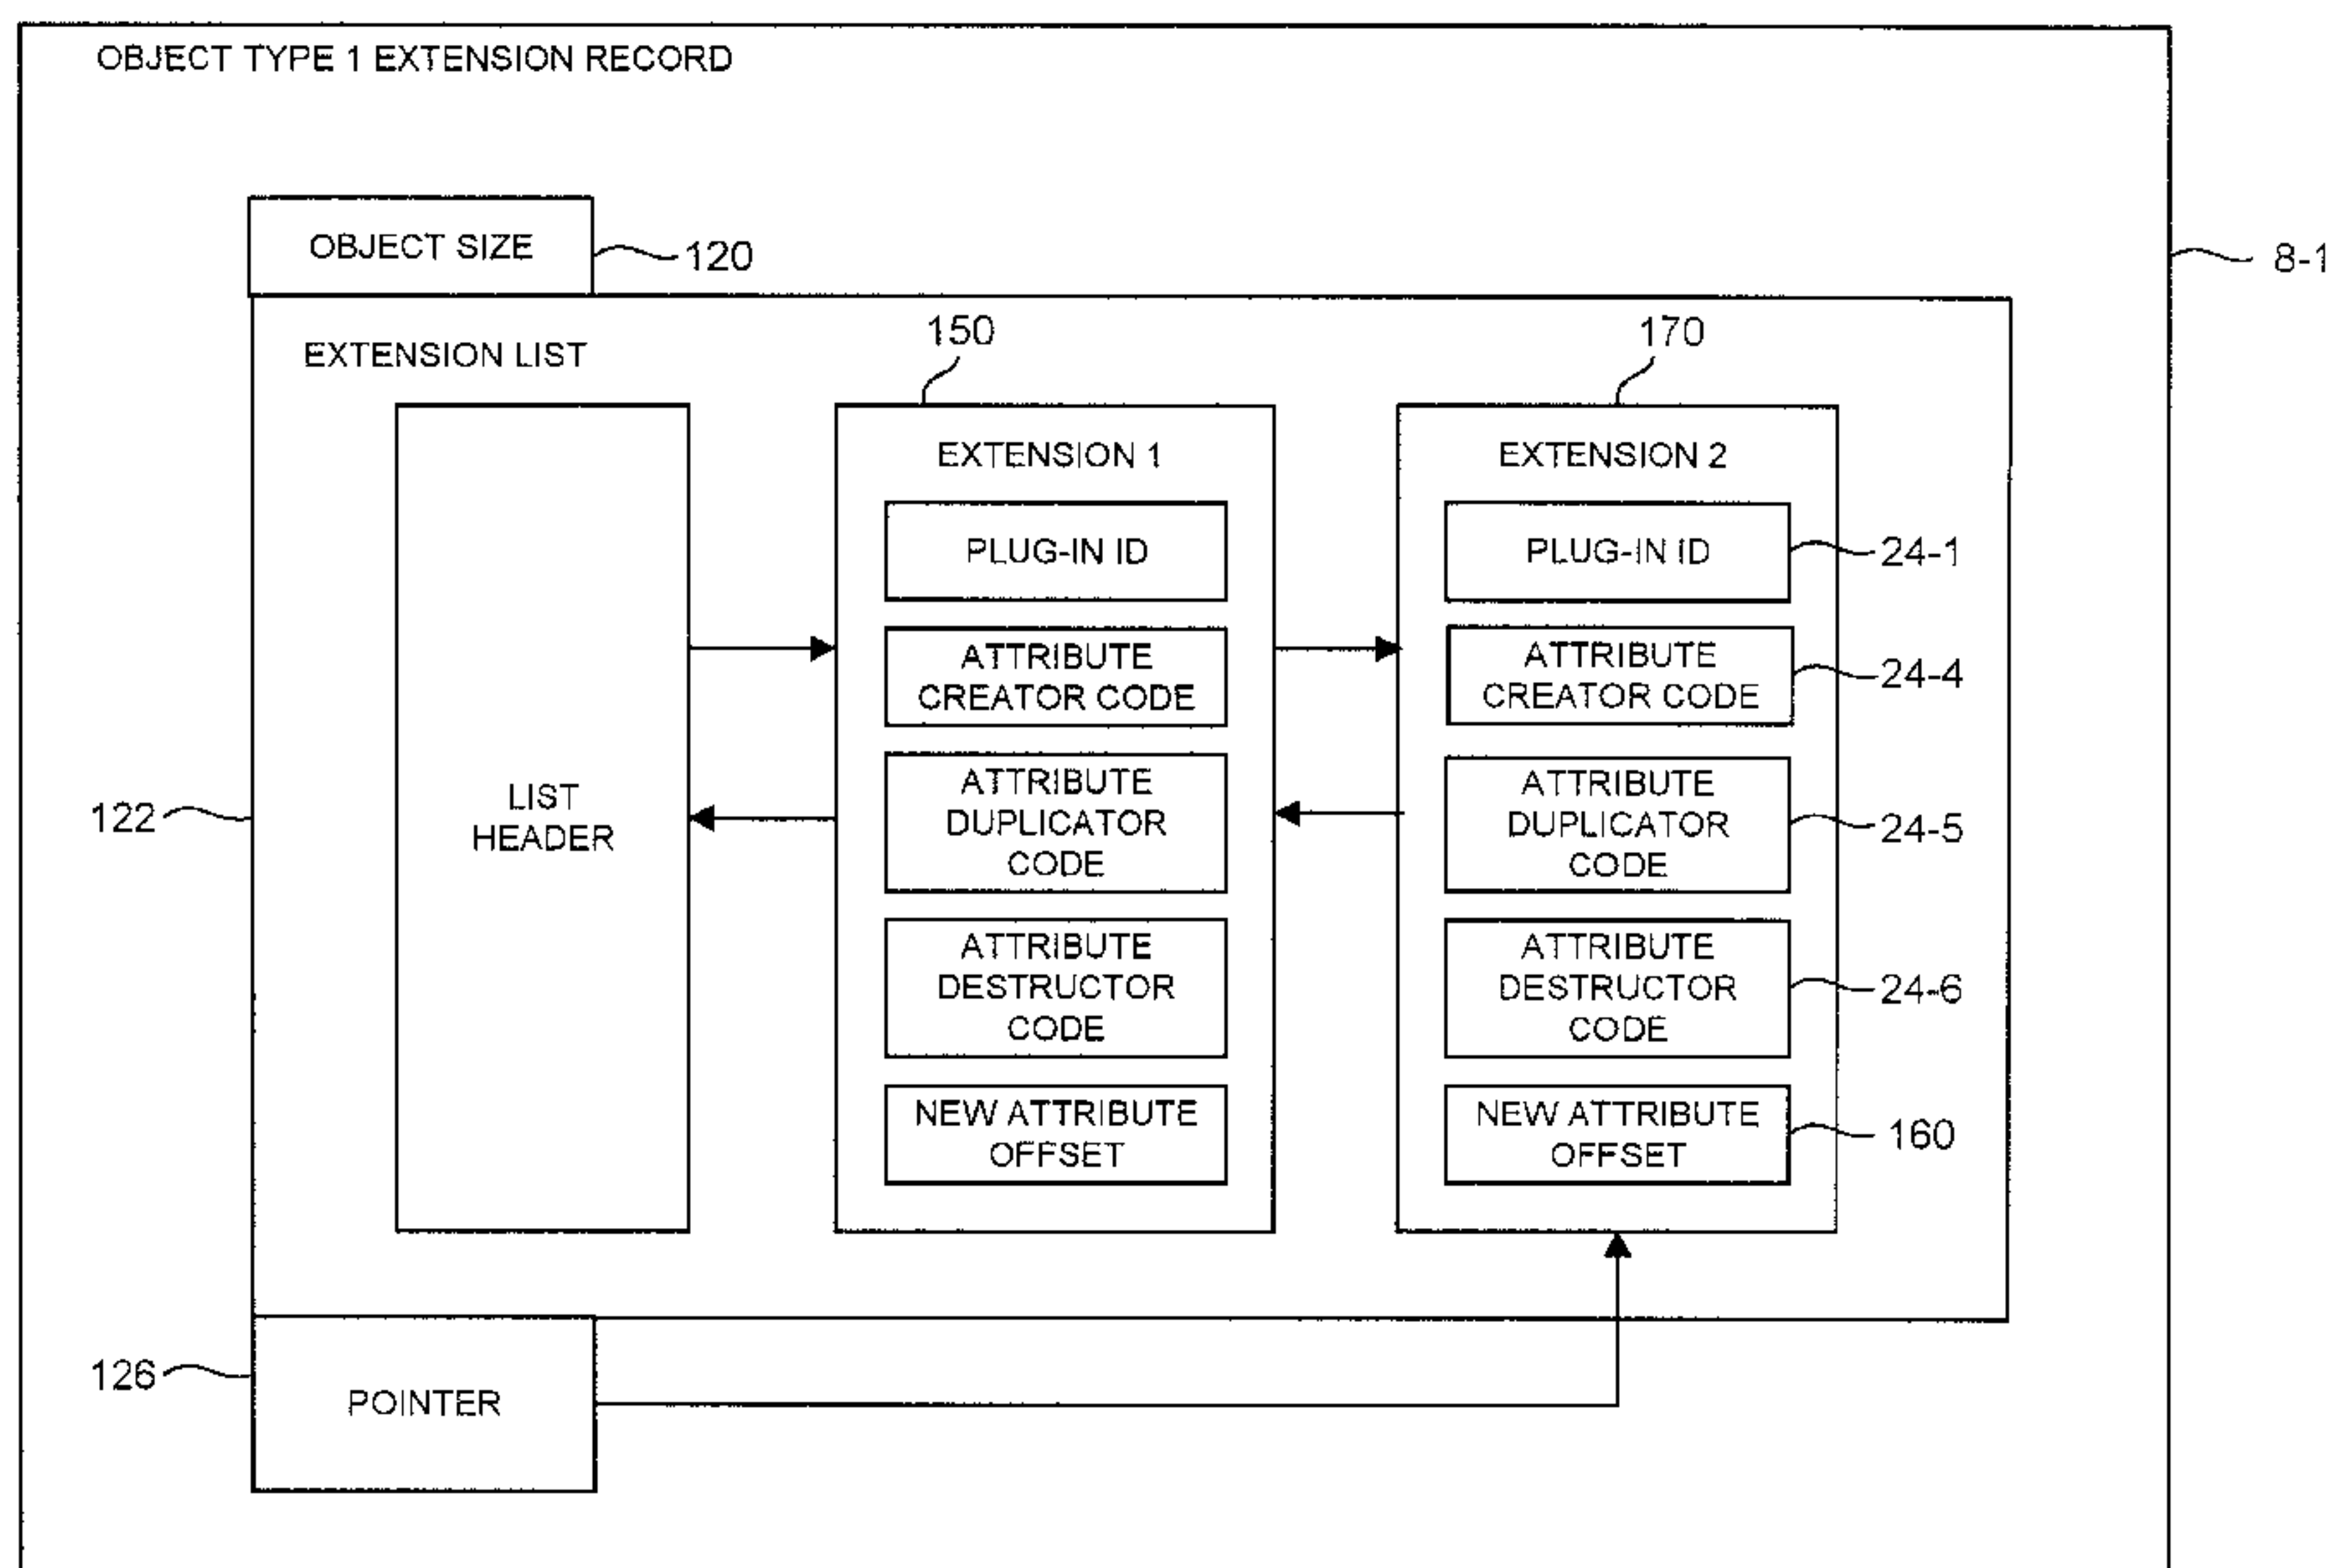 OBJECT TYPE 1 EXTENSION RECORD
OBJECT SIZE
120
8-1
EXTENSION LIST
150
170
LIST
HEADER
122
EXTENSION 1
PLUG-IN ID
ATTRIBUTE
CREATOR CODE
ATTRIBUTE
DUPLICATOR
CODE
ATTRIBUTE
DESTRUCTOR
CODE
NEW ATTRIBUTE
OFFSET
EXTENSION 2
PLUG-IN ID
24-1
ATTRIBUTE
CREATOR CODE
24-4
ATTRIBUTE
DUPLICATOR
CODE
24-5
ATTRIBUTE
DESTRUCTOR
CODE
24-6
NEW ATTRIBUTE
OFFSET
160
126
POINTER